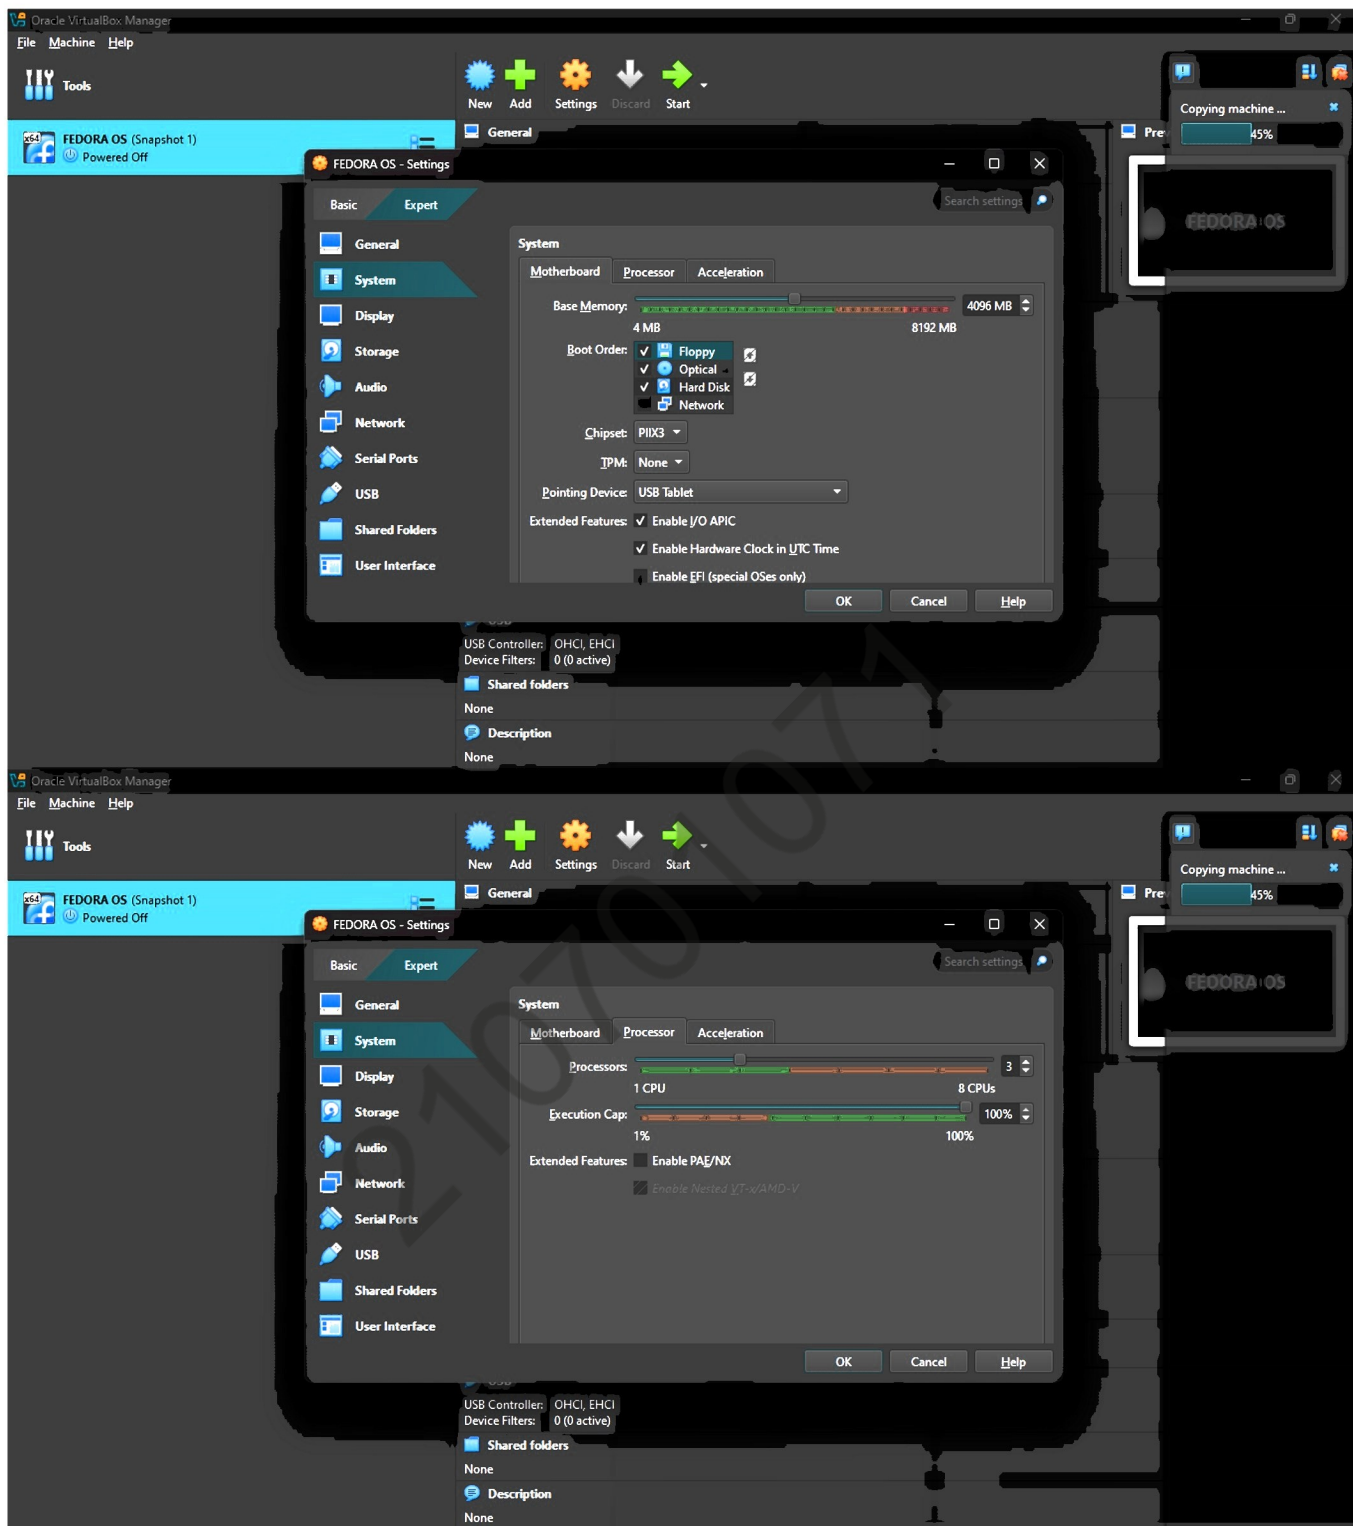 Oracle VirtualBox Manager
File Machine Help
Tools
New Add Settings Discard Start
Copying machine ...
45%
FEDORA OS (Snapshot 1)
Powered Off
General
Pre
FEDORA OS
FEDORA OS - Settings
Basic Expert
Search settings
General
System
Display
Storage
Audio
Network
Serial Ports
USB
Shared Folders
User Interface
System
Motherboard Processor Acceleration
Base Memory: 4096 MB
4 MB 8192 MB
Boot Order: Floppy
Optical
Hard Disk
Network
Chipset: PIIX3
TPM: None
Pointing Device: USB Tablet
Extended Features: Enable I/O APIC
Enable Hardware Clock in UTC Time
Enable EFI (special OSes only)
OK Cancel Help
USB
USB Controller: OHCI, EHCI
Device Filters: 0 (0 active)
Shared folders
None
Description
None
Oracle VirtualBox Manager
File Machine Help
Tools
New Add Settings Discard Start
Copying machine ...
45%
FEDORA OS (Snapshot 1)
Powered Off
General
Pre
FEDORA OS
FEDORA OS - Settings
Basic Expert
Search settings
General
System
Display
Storage
Audio
Network
Serial Ports
USB
Shared Folders
User Interface
System
Motherboard Processor Acceleration
Processors: 3
1 CPU 8 CPUs
Execution Cap: 100%
1% 100%
Extended Features: Enable PAE/NX
Enable Nested VT-x/AMD-V
OK Cancel Help
USB
USB Controller: OHCI, EHCI
Device Filters: 0 (0 active)
Shared folders
None
Description
None
210701071